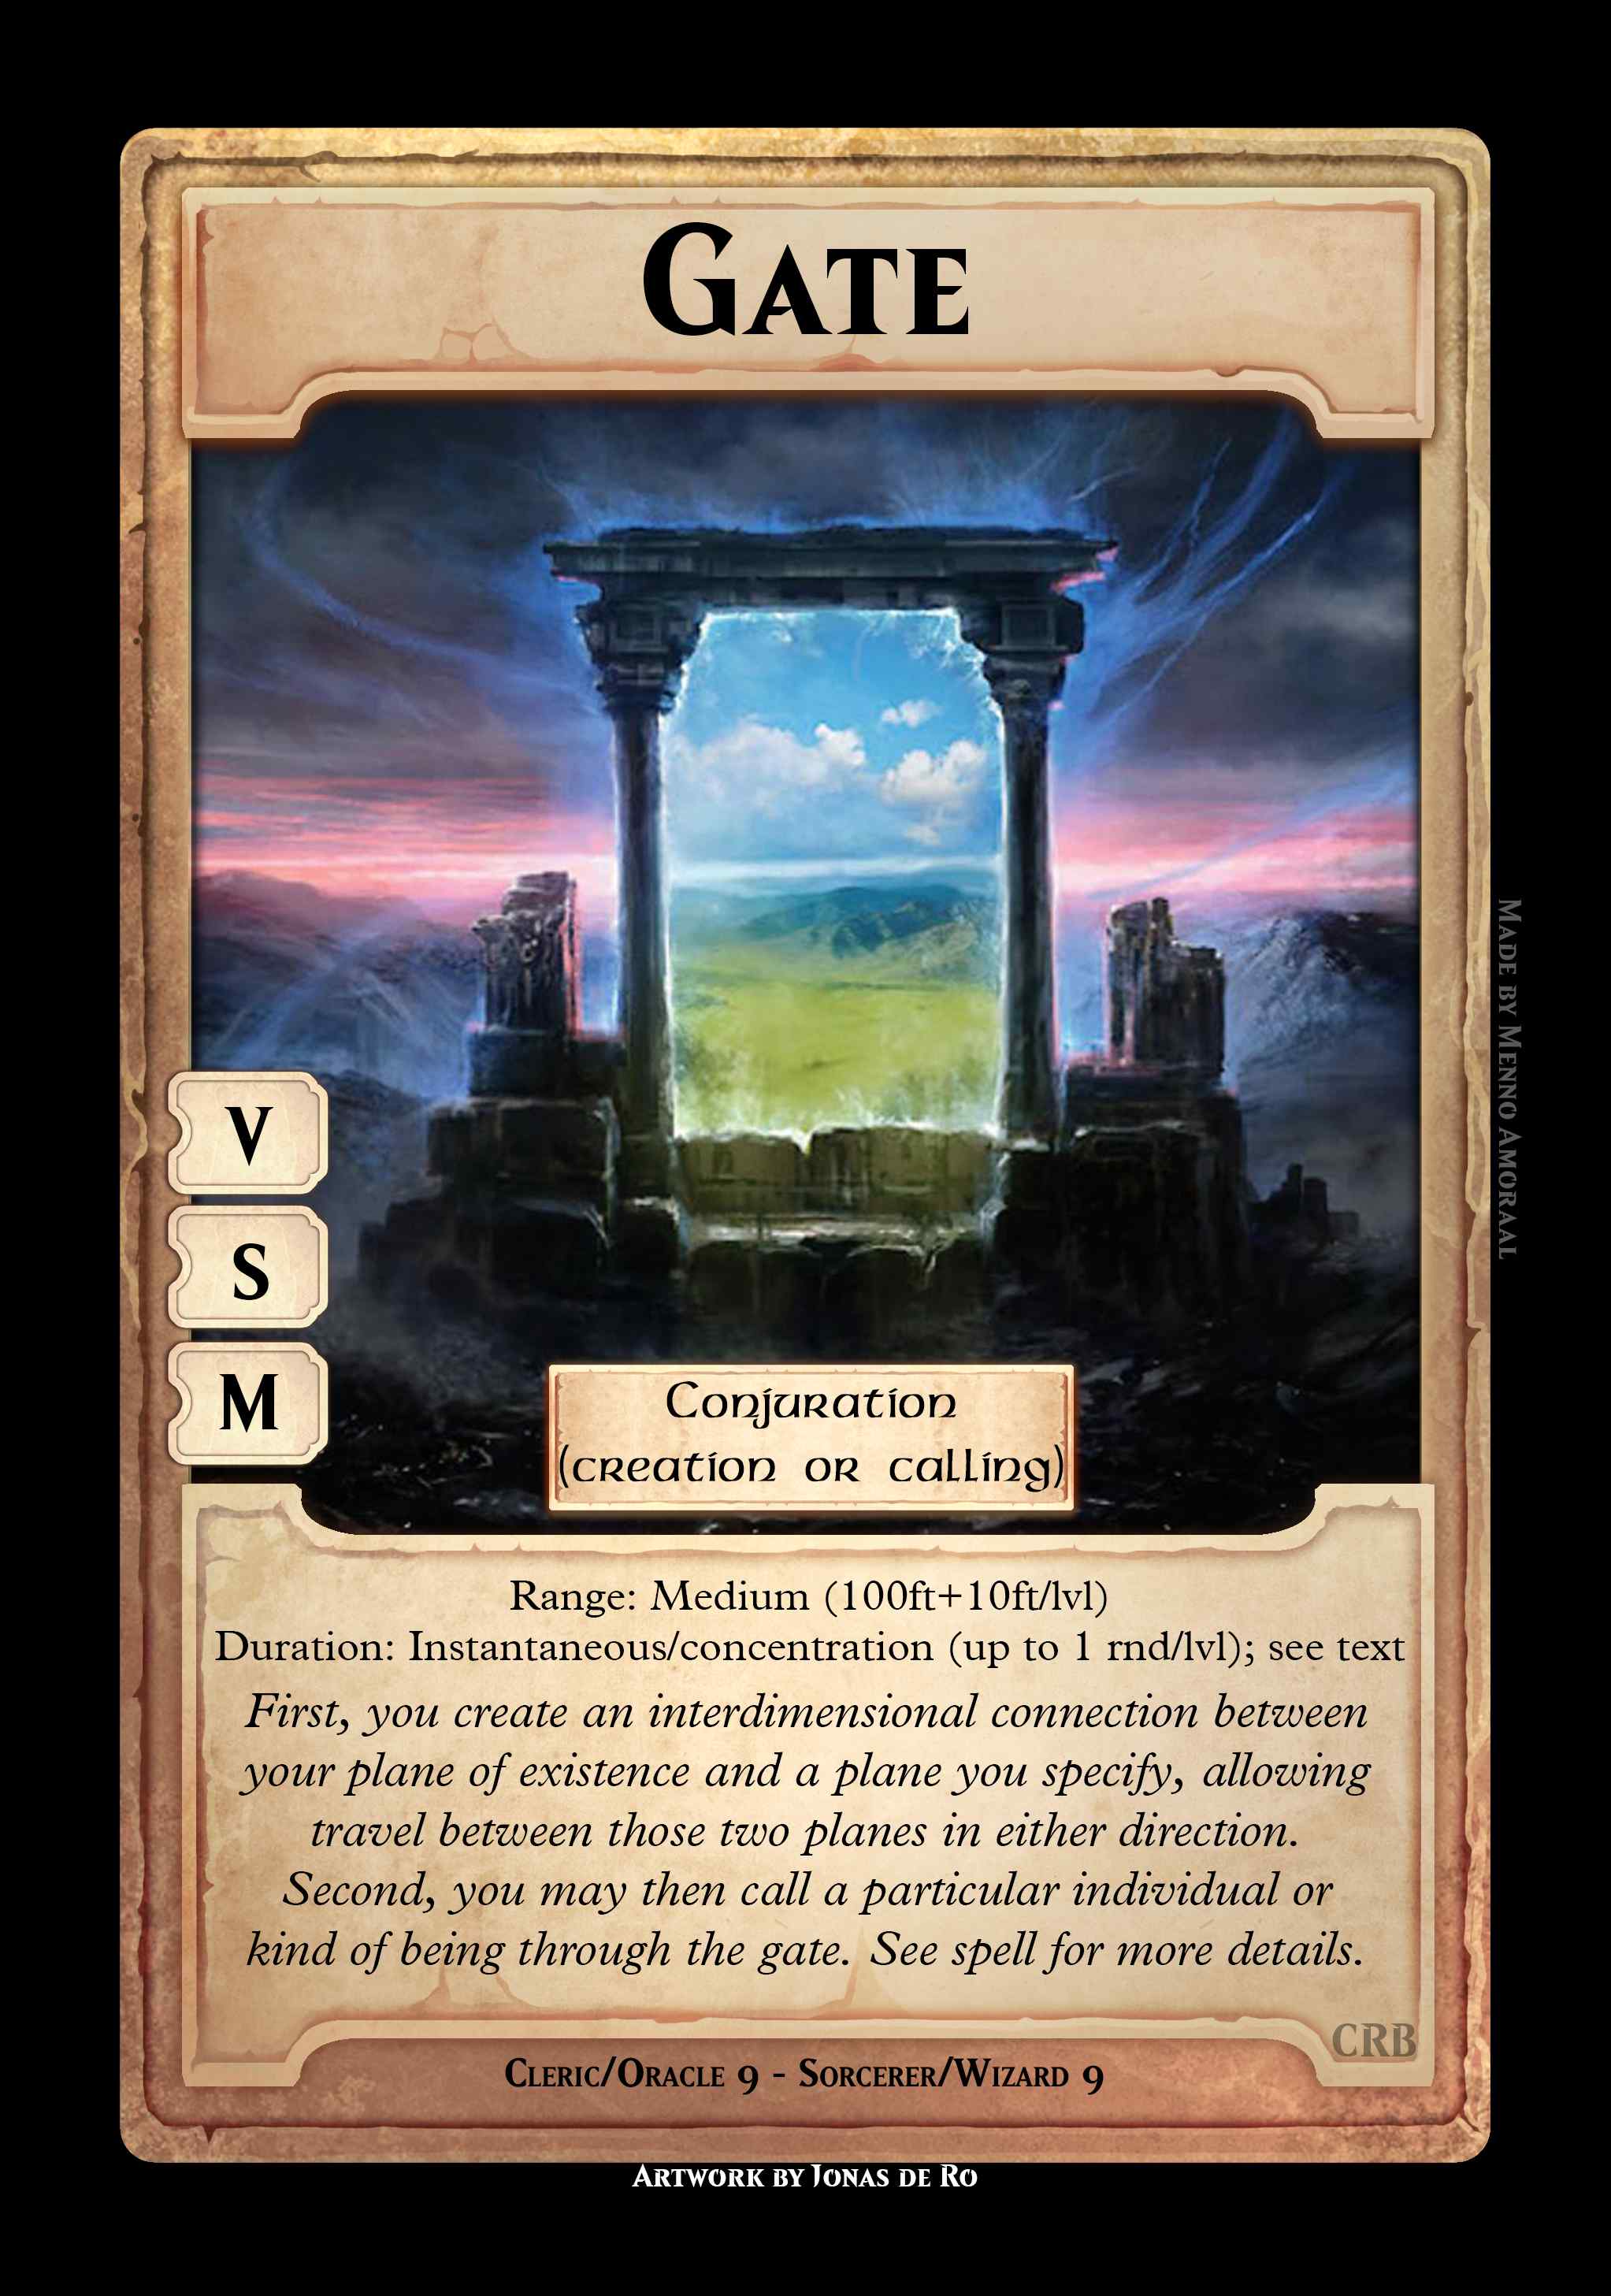 Gate
V
S
M
Conjuration
(creation or calling)
Range: Medium (100ft+10ft/lvl)
Duration: Instantaneous/concentration (up to 1 rnd/lvl); see text
First, you create an interdimensional connection between
your plane of existence and a plane you specify, allowing
travel between those two planes in either direction.
Second, you may then call a particular individual or
kind of being through the gate. See spell for more details.
CRB
Cleric/Oracle 9 - Sorcerer/Wizard 9
Artwork by Jonas de Ro
Made by Menno Amoraal